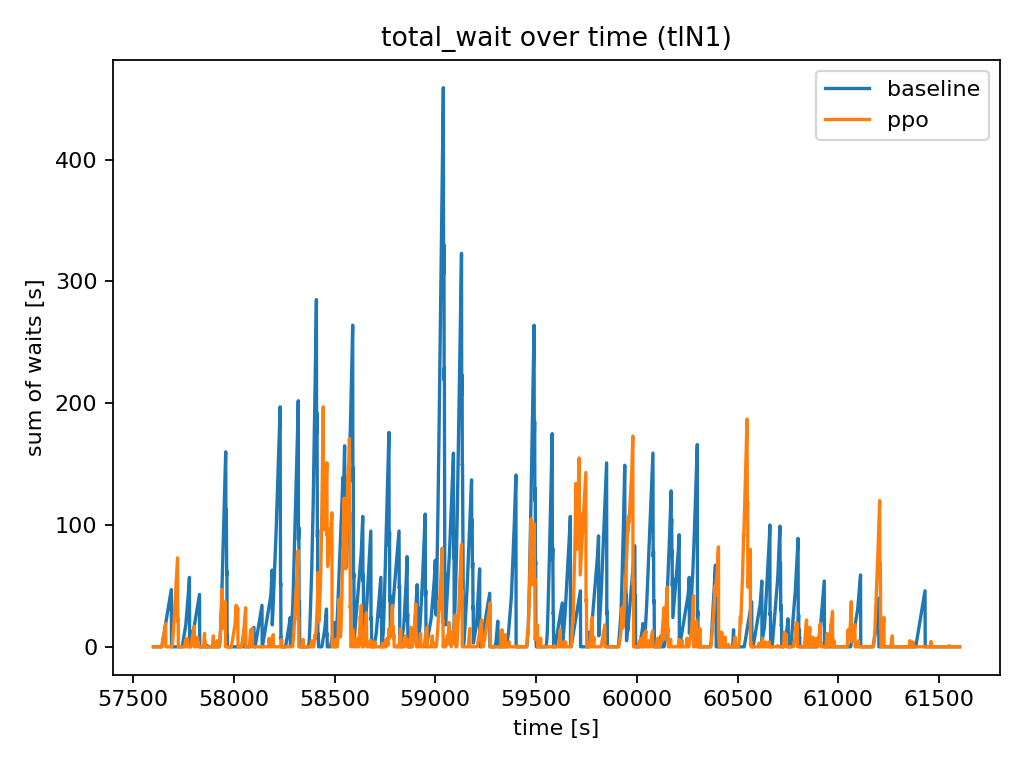 total_wait over time (tlN1)
baseline
ppo
sum of waits [s]
400
300
200
100
0
57500 58000 58500 59000 59500 60000 60500 61000 61500
time [s]